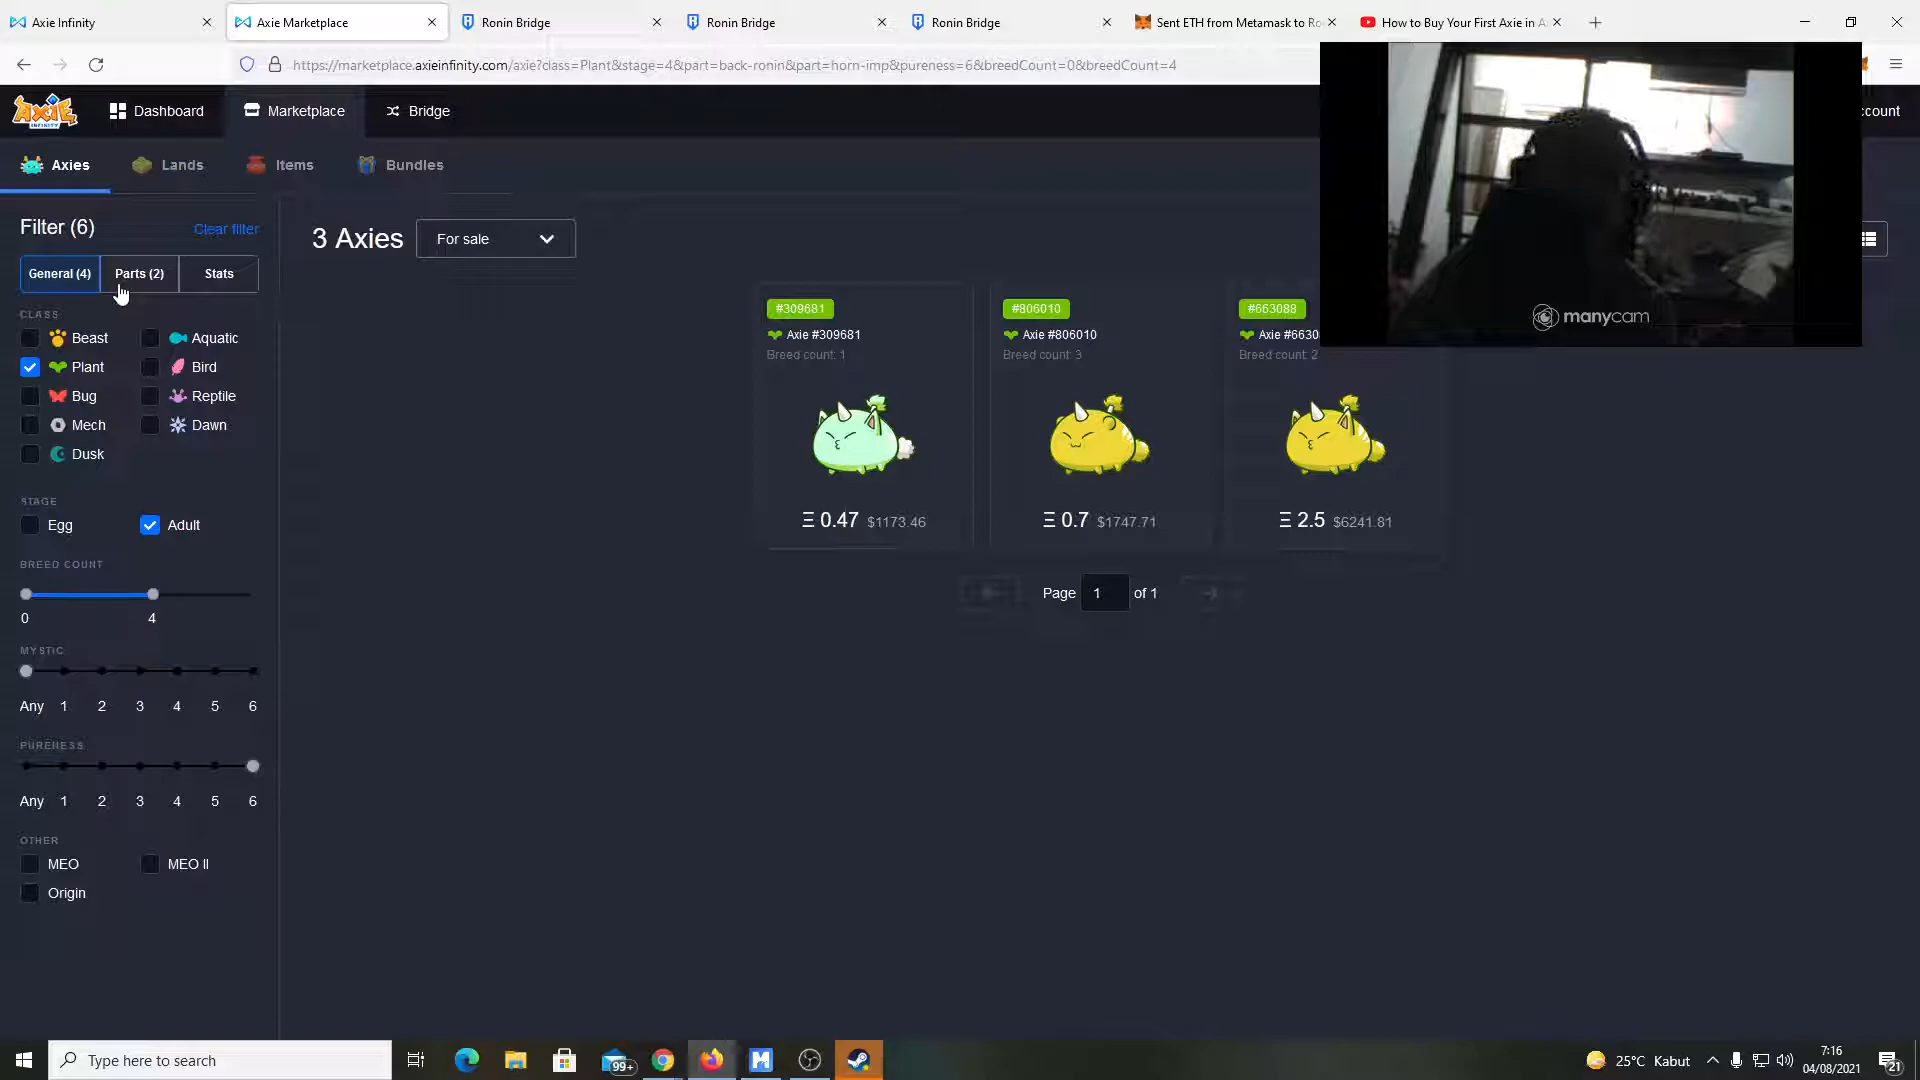 Axie Infinity
Axie Marketplace
Ronin Bridge
Ronin Bridge
Ronin Bridge
Sent ETH from Metamask to Ro
How to Buy Your First Axie in A
https://marketplace.axieinfinity.com/axie?class=Plant&stage=4&part=back-ronin&part=horn-imp&pureness=6&breedCount=0&breedCount=4
AXIE INFINITY
Dashboard
Marketplace
Bridge
ccount
Axies
Lands
Items
Bundles
Filter (6)
Clear filter
General (4)
Parts (2)
Stats
CLASS
Beast
Aquatic
Plant
Bird
Bug
Reptile
Mech
Dawn
Dusk
STAGE
Egg
Adult
BREED COUNT
0
4
MYSTIC
Any 1 2 3 4 5 6
PURENESS
Any 1 2 3 4 5 6
OTHER
MEO
MEO II
Origin
3 Axies
For sale
#309681
Axie #309681
Breed count: 1
Ξ 0.47 $1173.46
#806010
Axie #806010
Breed count: 3
Ξ 0.7 $1747.71
#663088
Axie #6630
Breed count: 2
Ξ 2.5 $6241.81
Page 1 of 1
manycam
Type here to search
99+
25°C Kabut
7:16
04/08/2021
21